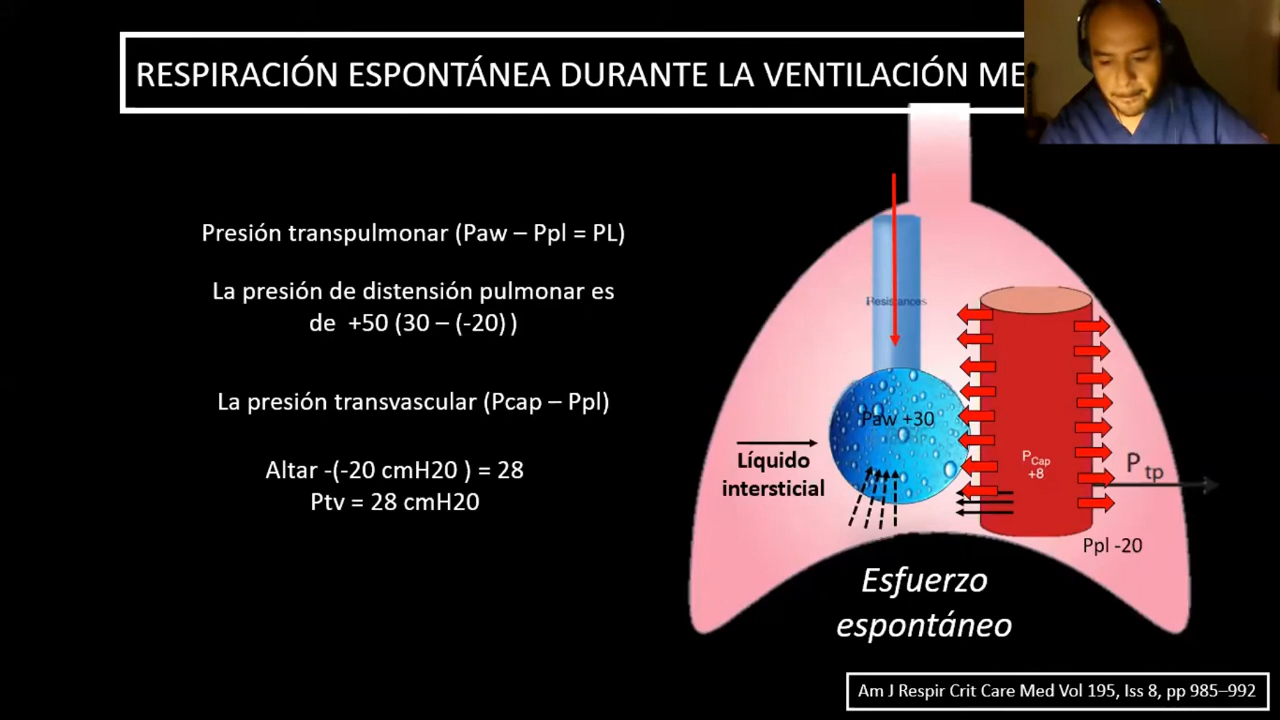 RESPIRACIÓN ESPONTÁNEA DURANTE LA VENTILACIÓN ME
Presión transpulmonar (Paw – Ppl = PL)
La presión de distensión pulmonar es
de +50 (30 – (-20) )
La presión transvascular (Pcap – Ppl)
Altar -(-20 cmH20 ) = 28
Ptv = 28 cmH20
Resistances
Paw +30
Líquido
intersticial
PCap
+8
Ptp
Ppl -20
Esfuerzo
espontáneo
Am J Respir Crit Care Med Vol 195, Iss 8, pp 985–992